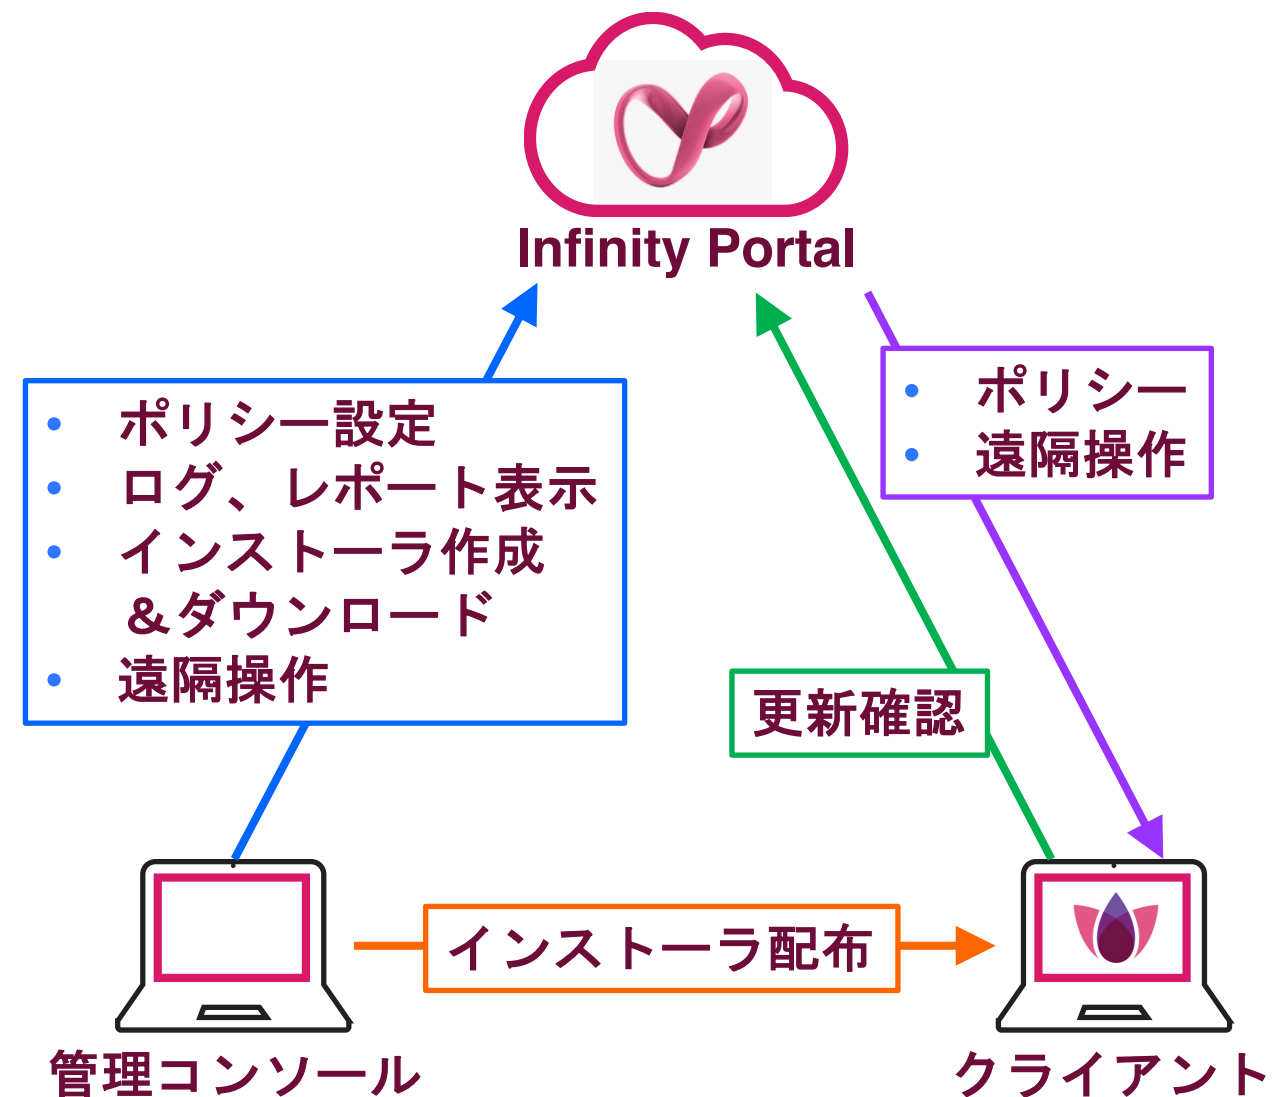 Infinity Portal
• ポリシー設定
• ログ、レポート表示
• インストーラ作成
&ダウンロード
• 遠隔操作
• ポリシー
• 遠隔操作
更新確認
インストーラ配布
管理コンソール
クライアント